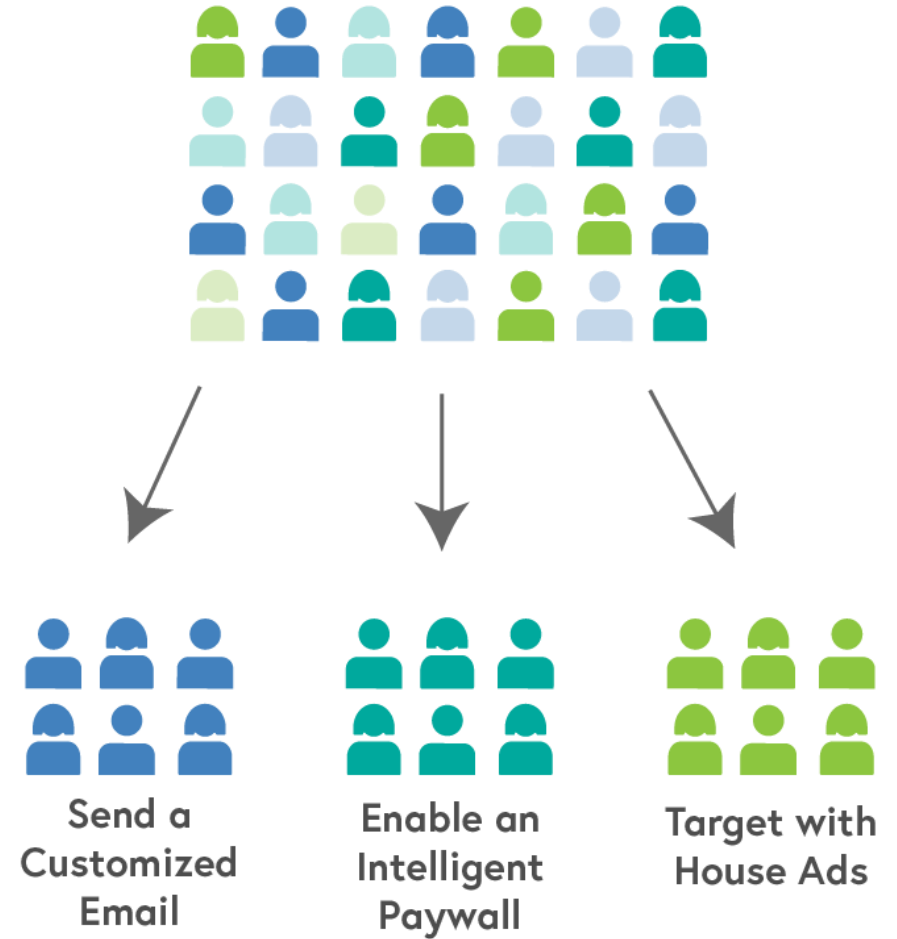 Send a
Customized
Email
Enable an
Intelligent
Paywall
Target with
House Ads